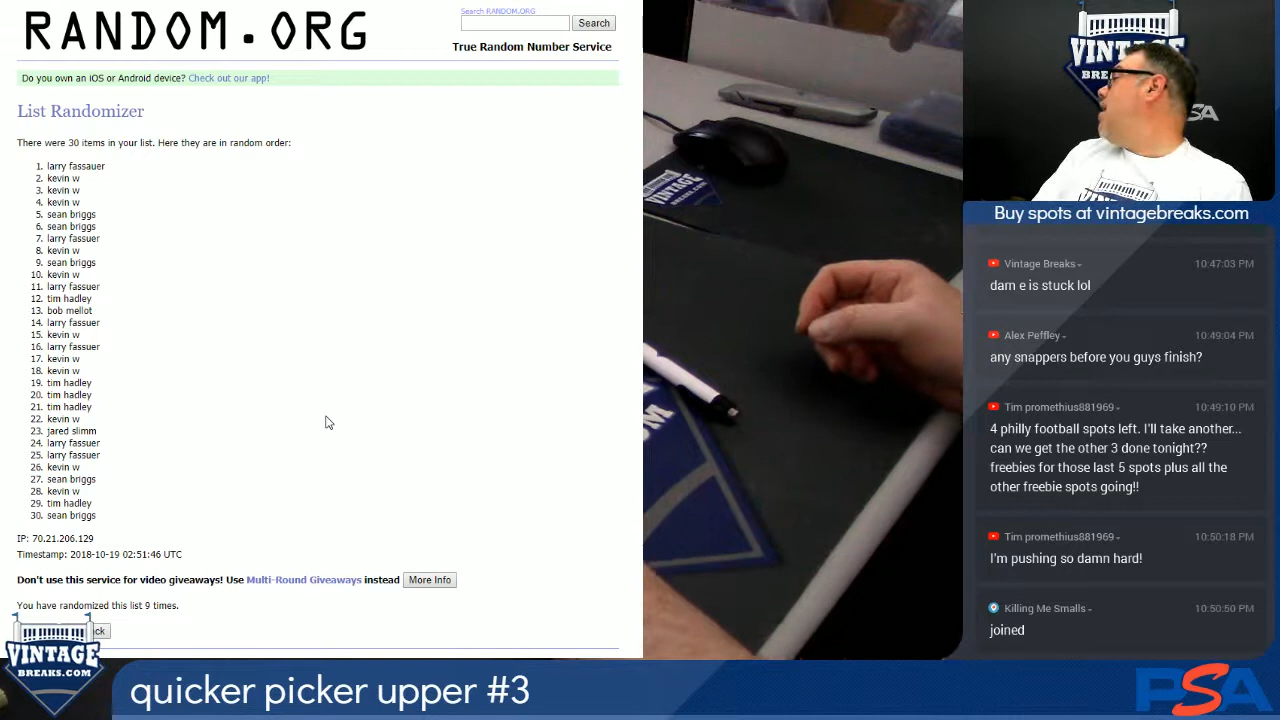 RANDOM.ORG
Search RANDOM.ORG
Search
True Random Number Service
Do you own an iOS or Android device? Check out our app!
List Randomizer
There were 30 items in your list. Here they are in random order:
1. larry fassauer
2. kevin w
3. kevin w
4. kevin w
5. sean briggs
6. sean briggs
7. larry fassuer
8. kevin w
9. sean briggs
10. kevin w
11. larry fassuer
12. tim hadley
13. bob mellot
14. larry fassuer
15. kevin w
16. larry fassuer
17. kevin w
18. kevin w
19. tim hadley
20. tim hadley
21. tim hadley
22. kevin w
23. jared slimm
24. larry fassuer
25. larry fassuer
26. kevin w
27. sean briggs
28. kevin w
29. tim hadley
30. sean briggs
IP: 70.21.206.129
Timestamp: 2018-10-19 02:51:46 UTC
Don't use this service for video giveaways! Use Multi-Round Giveaways instead More Info
You have randomized this list 9 times.
VINTAGE
BREAKS.COM
quicker picker upper #3
VINTAGE
BREAKS.COM
VINTAGE
Buy spots at vintagebreaks.com
Vintage Breaks 10:47:03 PM
dam e is stuck lol
Alex Peffley 10:49:04 PM
any snappers before you guys finish?
Tim promethius881969 10:49:10 PM
4 philly football spots left. I'll take another...
can we get the other 3 done tonight??
freebies for those last 5 spots plus all the
other freebie spots going!!
Tim promethius881969 10:50:18 PM
I'm pushing so damn hard!
Killing Me Smalls 10:50:50 PM
joined
PSA